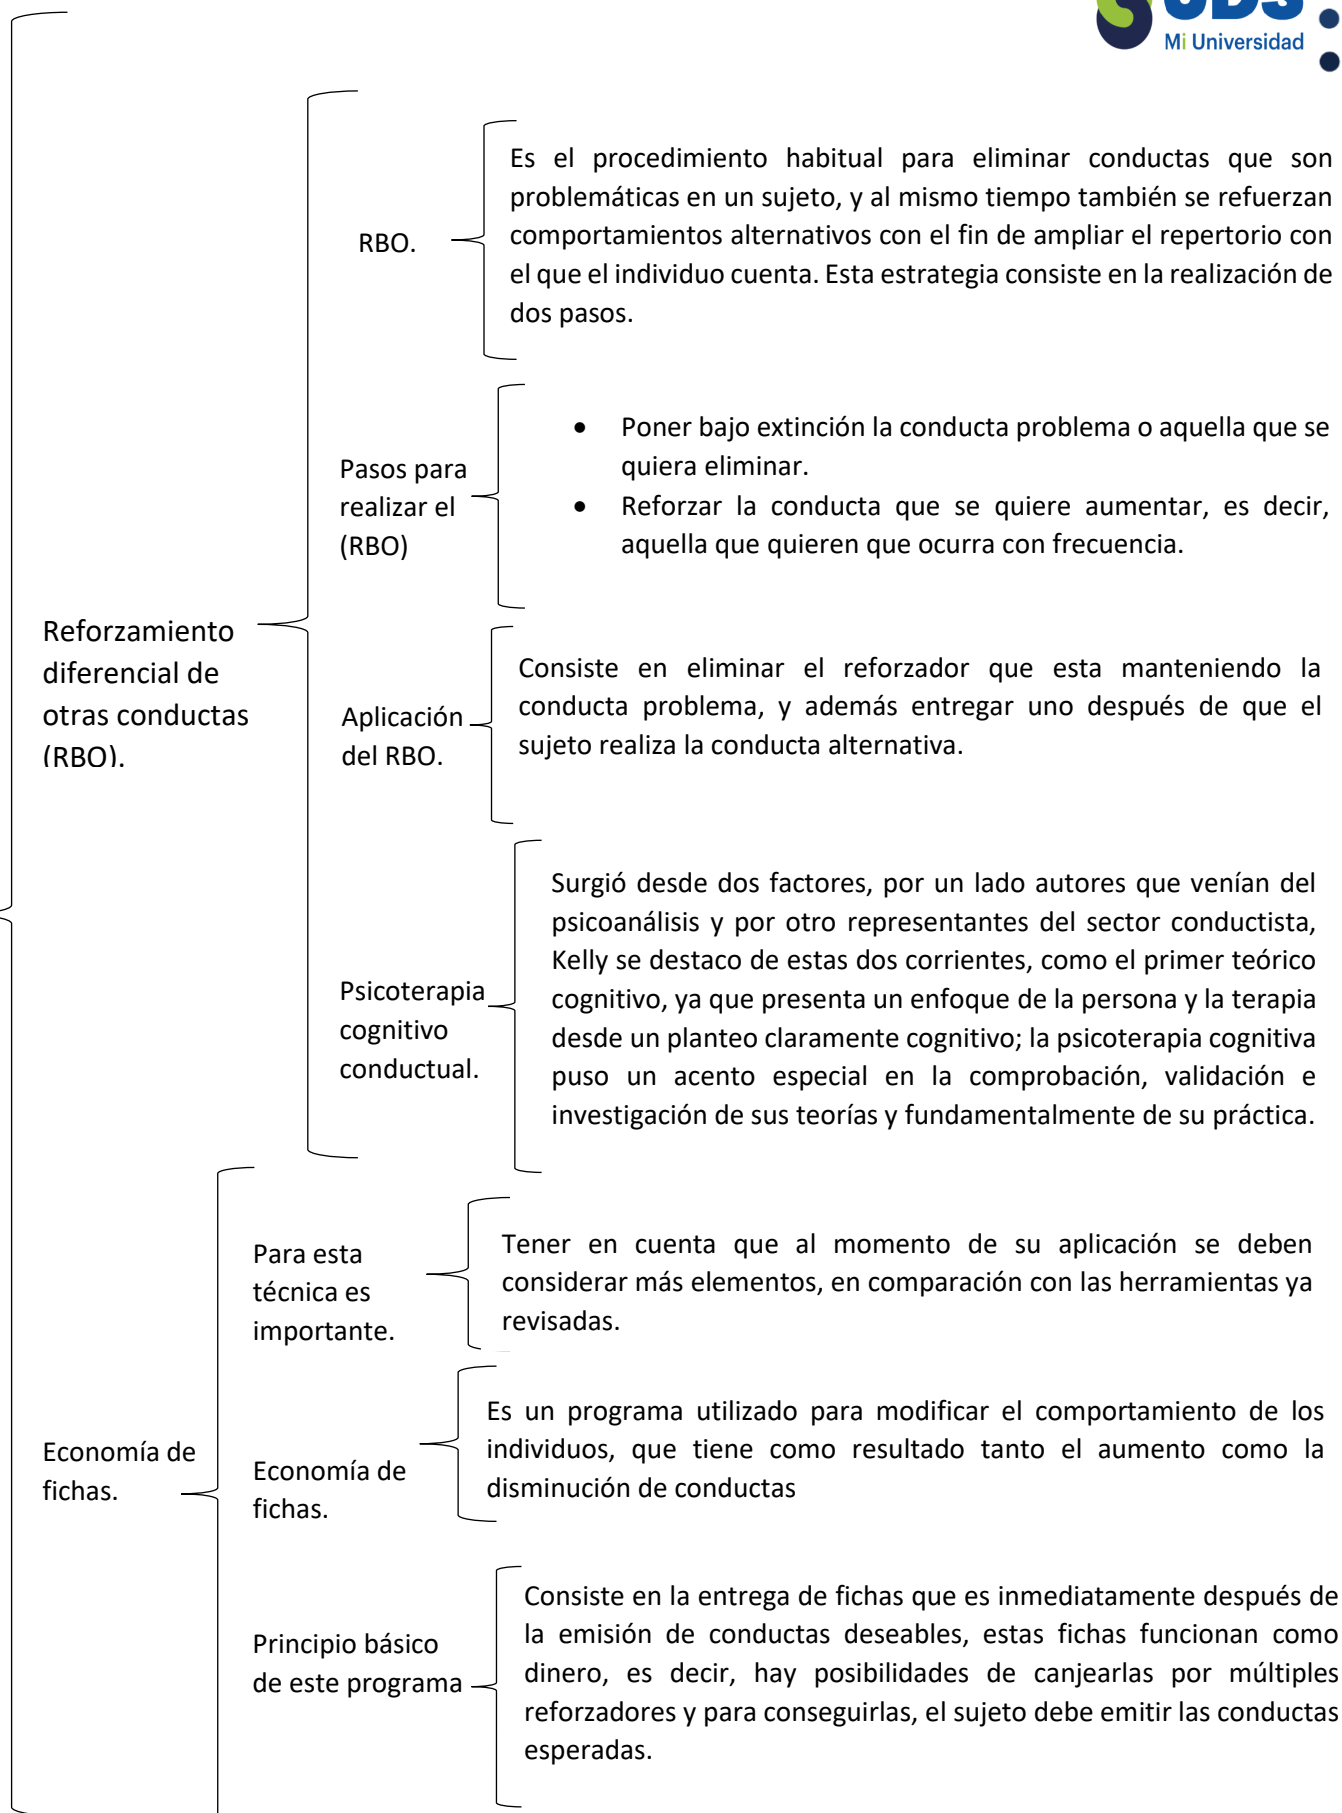 UDS
Mi Universidad
RBO.
Es el procedimiento habitual para eliminar conductas que son
problemáticas en un sujeto, y al mismo tiempo también se refuerzan
comportamientos alternativos con el fin de ampliar el repertorio con
el que el individuo cuenta. Esta estrategia consiste en la realización de
dos pasos.
Pasos para
realizar el
(RBO)
• Poner bajo extinción la conducta problema o aquella que se
quiera eliminar.
• Reforzar la conducta que se quiere aumentar, es decir,
aquella que quieren que ocurra con frecuencia.
Reforzamiento
diferencial de
otras conductas
(RBO).
Aplicación
del RBO.
Consiste en eliminar el reforzador que esta manteniendo la
conducta problema, y además entregar uno después de que el
sujeto realiza la conducta alternativa.
Psicoterapia
cognitivo
conductual.
Surgió desde dos factores, por un lado autores que venían del
psicoanálisis y por otro representantes del sector conductista,
Kelly se destaco de estas dos corrientes, como el primer teórico
cognitivo, ya que presenta un enfoque de la persona y la terapia
desde un planteo claramente cognitivo; la psicoterapia cognitiva
puso un acento especial en la comprobación, validación e
investigación de sus teorías y fundamentalmente de su práctica.
Para esta
técnica es
importante.
Tener en cuenta que al momento de su aplicación se deben
considerar más elementos, en comparación con las herramientas ya
revisadas.
Economía de
fichas.
Economía de
fichas.
Es un programa utilizado para modificar el comportamiento de los
individuos, que tiene como resultado tanto el aumento como la
disminución de conductas
Principio básico
de este programa
Consiste en la entrega de fichas que es inmediatamente después de
la emisión de conductas deseables, estas fichas funcionan como
dinero, es decir, hay posibilidades de canjearlas por múltiples
reforzadores y para conseguirlas, el sujeto debe emitir las conductas
esperadas.